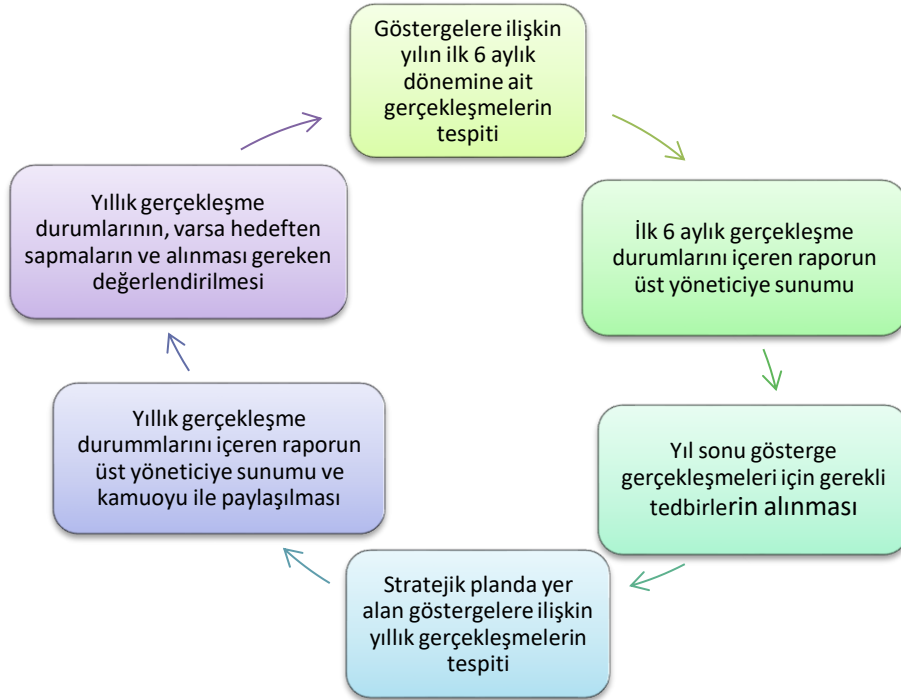 Göstergelere ilişkin
yılın ilk 6 aylık
dönemine ait
gerçekleşmelerin
tespiti
İlk 6 aylık gerçekleşme
durumlarını içeren raporun
üst yöneticiye sunumu
Yıl sonu gösterge
gerçekleşmeleri için gerekli
tedbirlerin alınması
Stratejik planda yer
alan göstergelere ilişkin
yıllık gerçekleşmelerin
tespiti
Yıllık gerçekleşme
durummlarını içeren raporun
üst yöneticiye sunumu ve
kamuoyu ile paylaşılması
Yıllık gerçekleşme
durumlarının, varsa hedeften
sapmaların ve alınması gereken
değerlendirilmesi